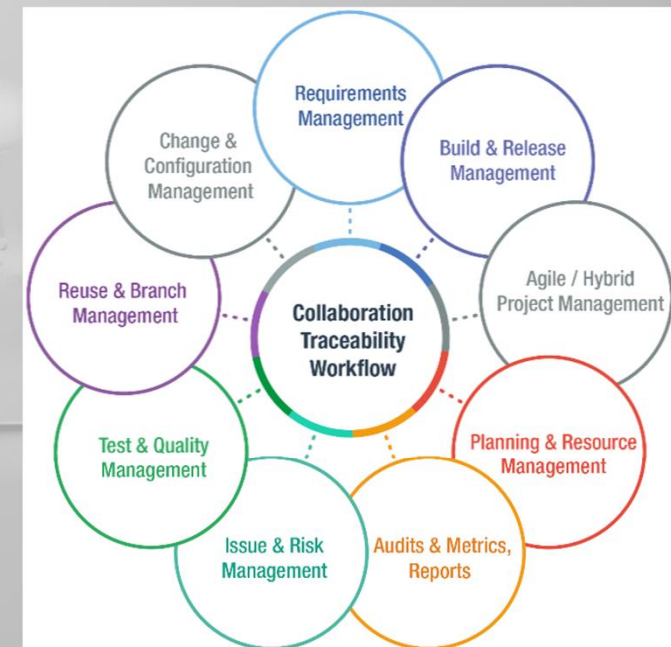 Requirements
Management
Build & Release
Management
Agile / Hybrid
Project Management
Planning & Resource
Management
Audits & Metrics,
Reports
Issue & Risk
Management
Test & Quality
Management
Reuse & Branch
Management
Change &
Configuration
Management
Collaboration
Traceability
Workflow